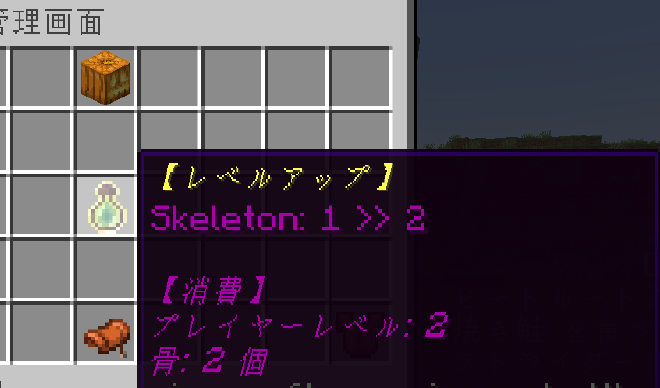 管理画面
【レベルアップ】
Skeleton: 1 >> 2
【消費】
プレイヤーレベル: 2
骨: 2 個